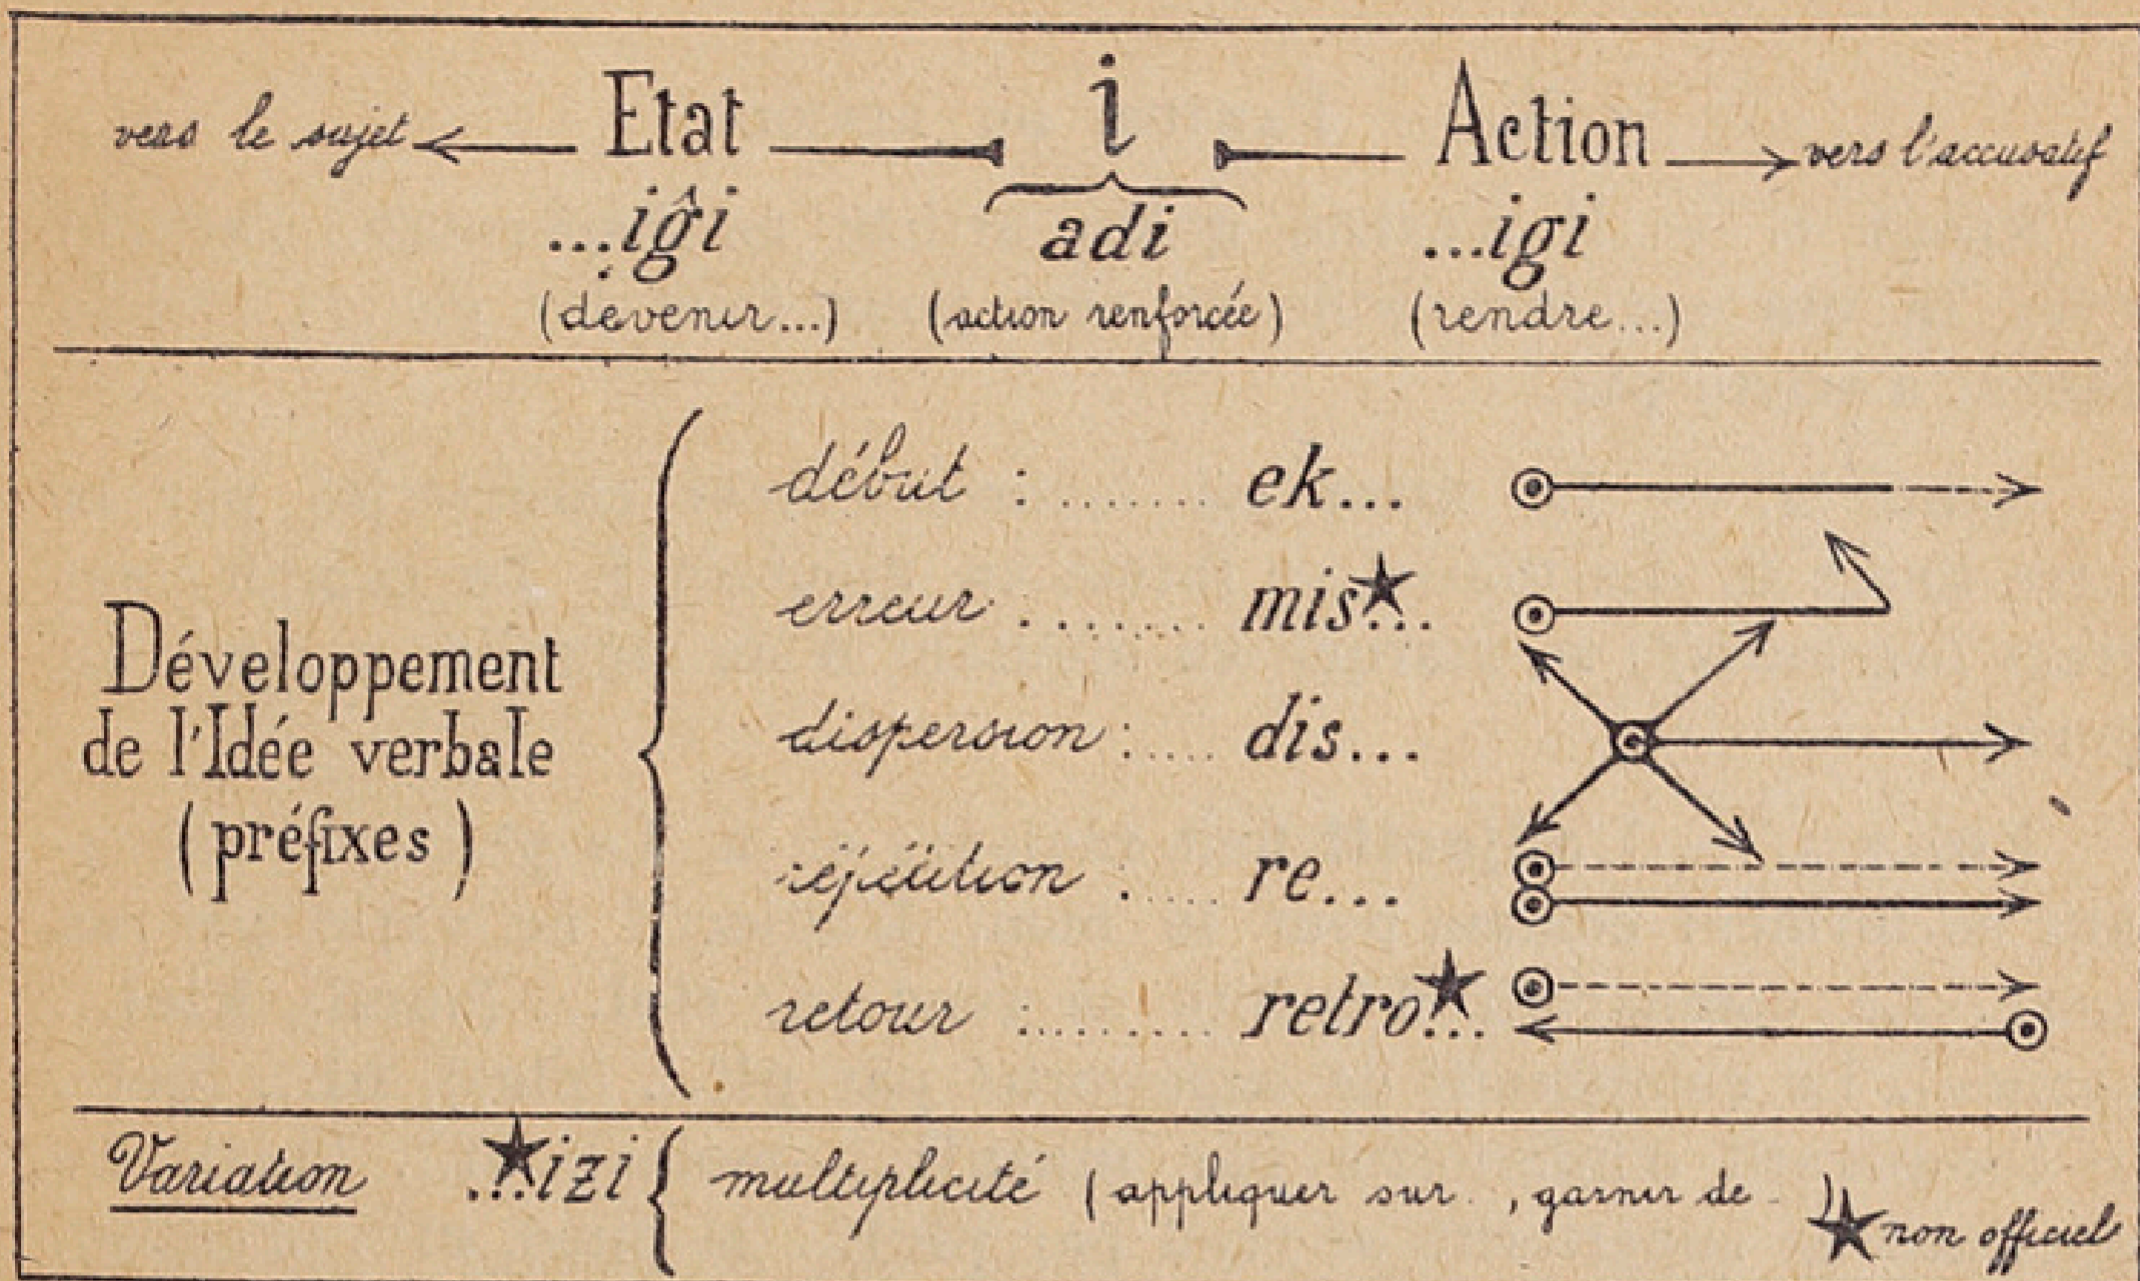 vers le sujet Etat i Action vers l'accusatif
...iĝi adi ...igi
(devenir...) (action renforcée) (rendre...)
début : ....... ek...
erreur ....... mis★...
Développement
de l'Idée verbale
(préfixes)
dispersion : .... dis...
répétition : .... re...
retour : ........ retro★...
Variation ...★izi { multiplicité (appliquer sur.., garnir de..)
★ non officiel